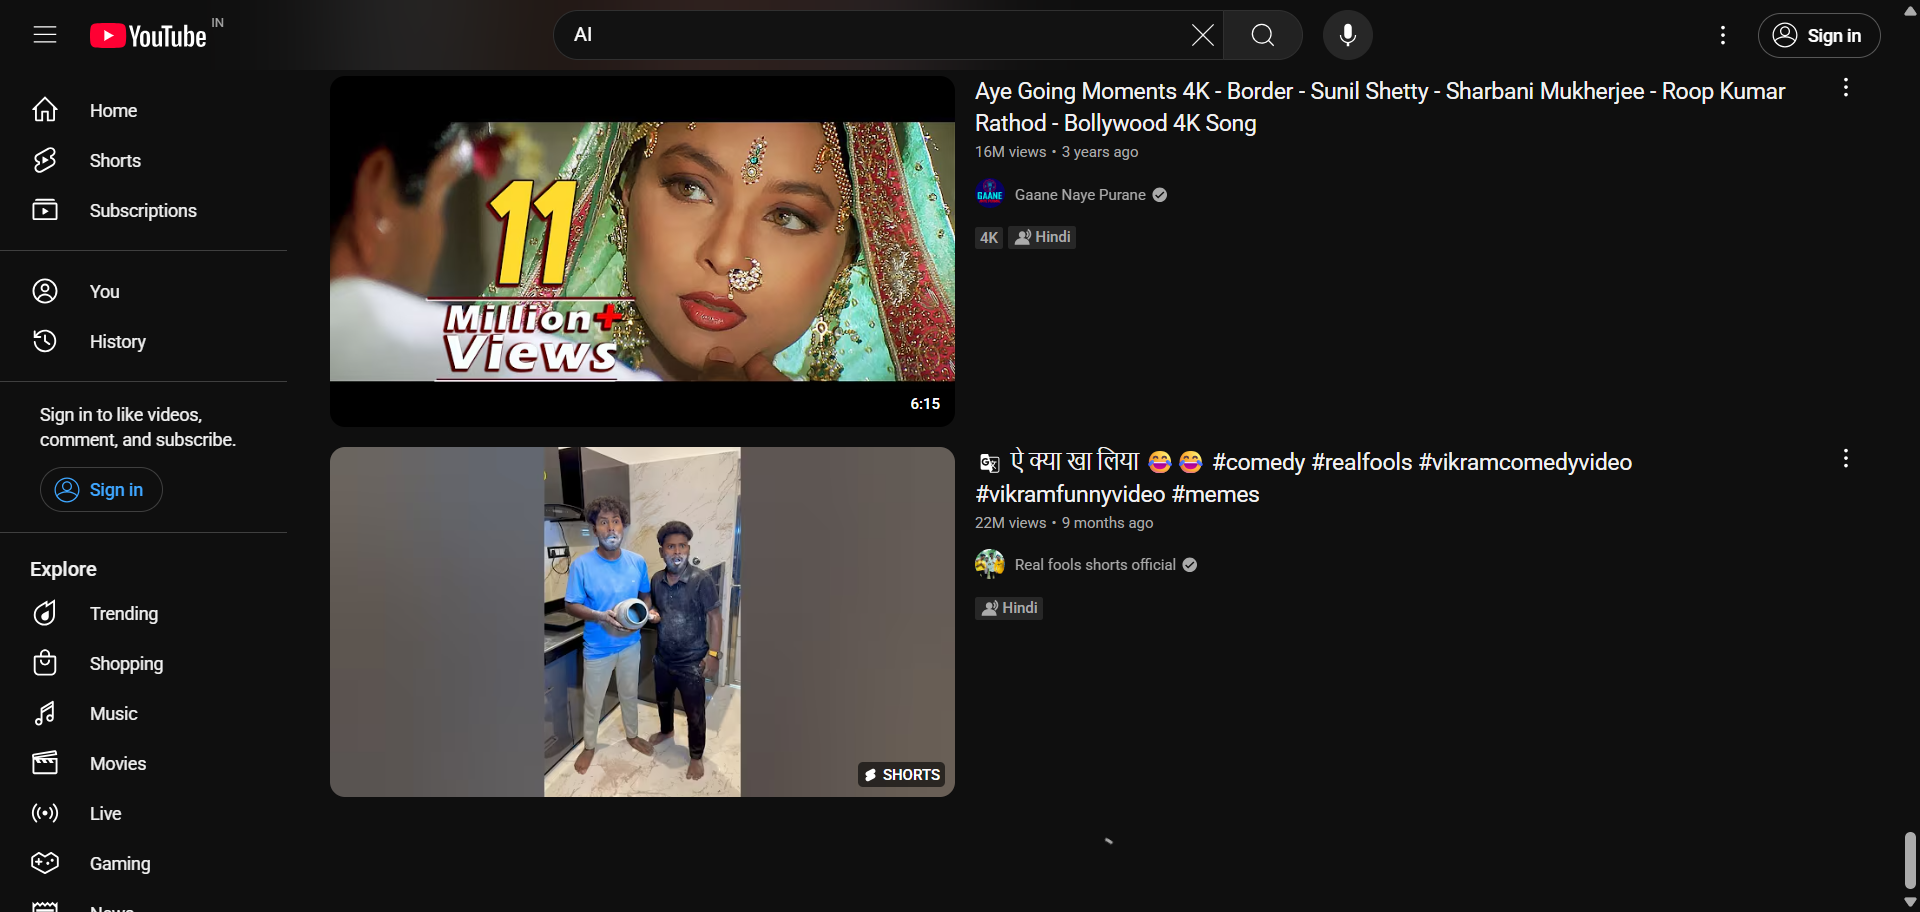 YouTube IN
AI
Sign in
Home
Shorts
Subscriptions
You
History
Sign in to like videos,
comment, and subscribe.
Sign in
Explore
Trending
Shopping
Music
Movies
Live
Gaming
News
11
Million+
Views
6:15
Aye Going Moments 4K - Border - Sunil Shetty - Sharbani Mukherjee - Roop Kumar
Rathod - Bollywood 4K Song
16M views • 3 years ago
GAANE
Gaane Naye Purane
4K Hindi
SHORTS
ऐ क्या खा लिया 😂😂 #comedy #realfools #vikramcomedyvideo
#vikramfunnyvideo #memes
22M views • 9 months ago
Real fools shorts official
Hindi